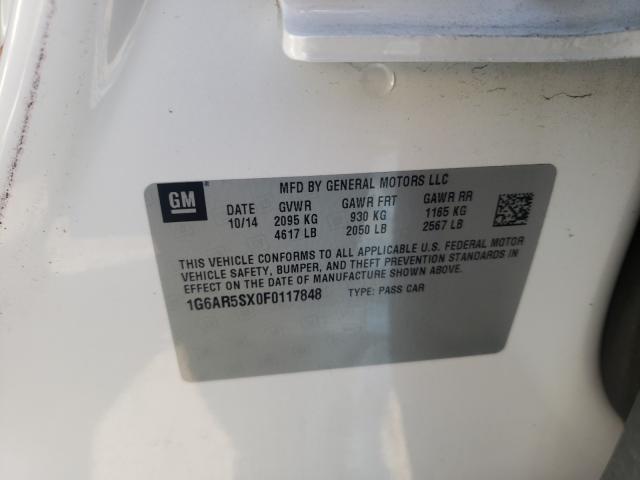 MFD BY GENERAL MOTORS LLC
GM
DATE GVWR GAWR FRT GAWR RR
10/14 2095 KG 930 KG 1165 KG
4617 LB 2050 LB 2567 LB
THIS VEHICLE CONFORMS TO ALL APPLICABLE U.S. FEDERAL MOTOR
VEHICLE SAFETY, BUMPER, AND THEFT PREVENTION STANDARDS IN
EFFECT ON THE DATE OF MANUFACTURE SHOWN ABOVE.
1G6AR5SX0F0117848 TYPE: PASS CAR